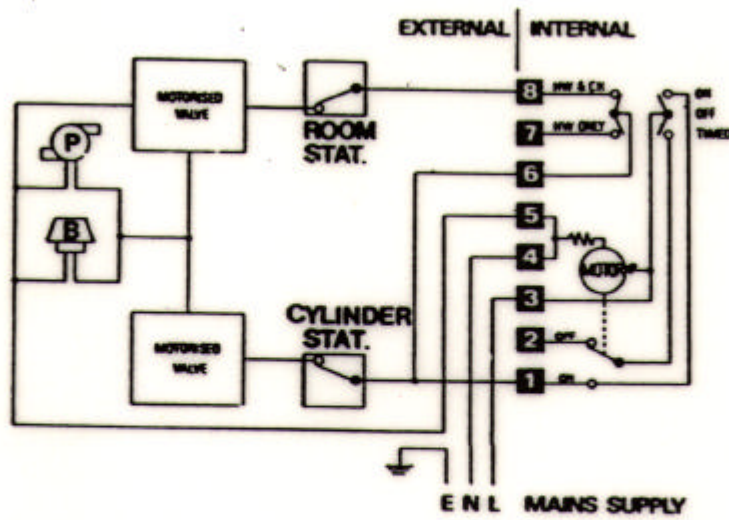 EXTERNAL INTERNAL
MOTORISED
VALVE
8 HW & CH
ON
OFF
TIMED
ROOM
STAT.
7 HW ONLY
P
6
5
B
4
MOTOR
3
CYLINDER
STAT.
2 OFF
MOTORISED
VALVE
1 ON
E N L MAINS SUPPLY